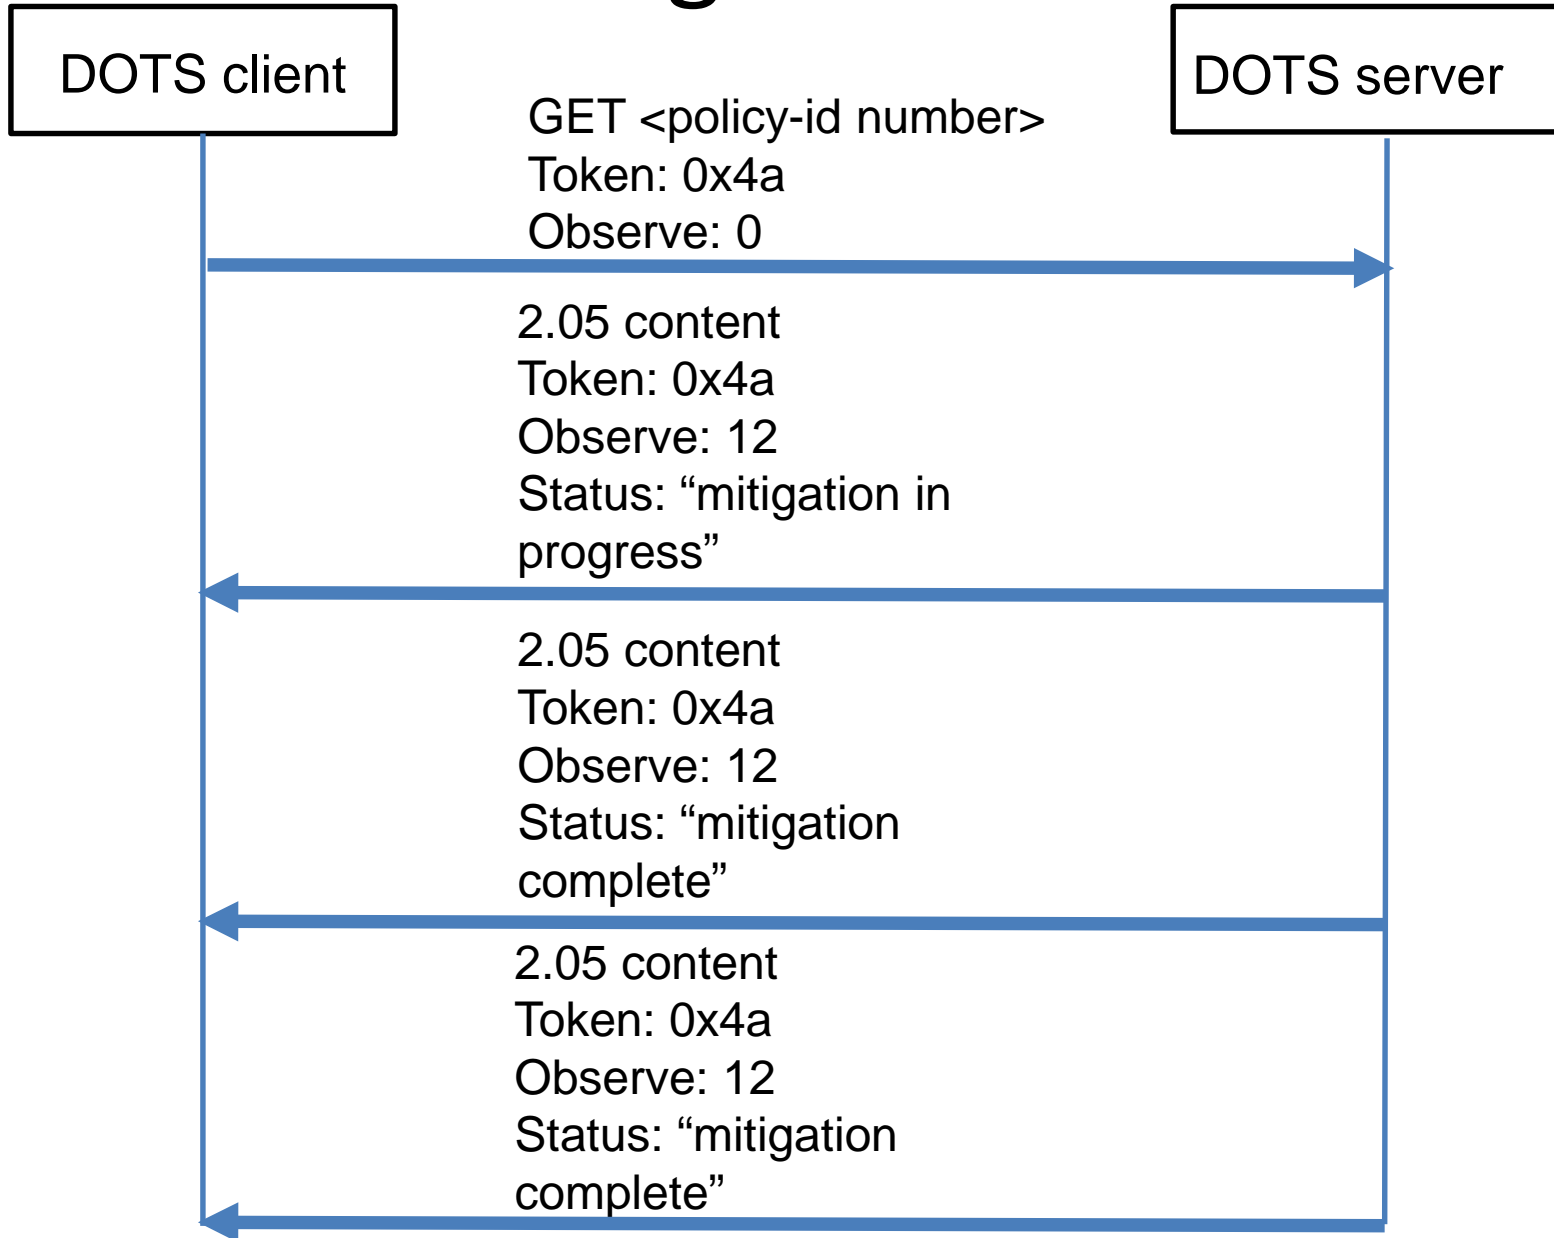 DOTS client
DOTS server
GET <policy-id number>
Token: 0x4a
Observe: 0
2.05 content
Token: 0x4a
Observe: 12
Status: “mitigation in
progress”
2.05 content
Token: 0x4a
Observe: 12
Status: “mitigation
complete”
2.05 content
Token: 0x4a
Observe: 12
Status: “mitigation
complete”